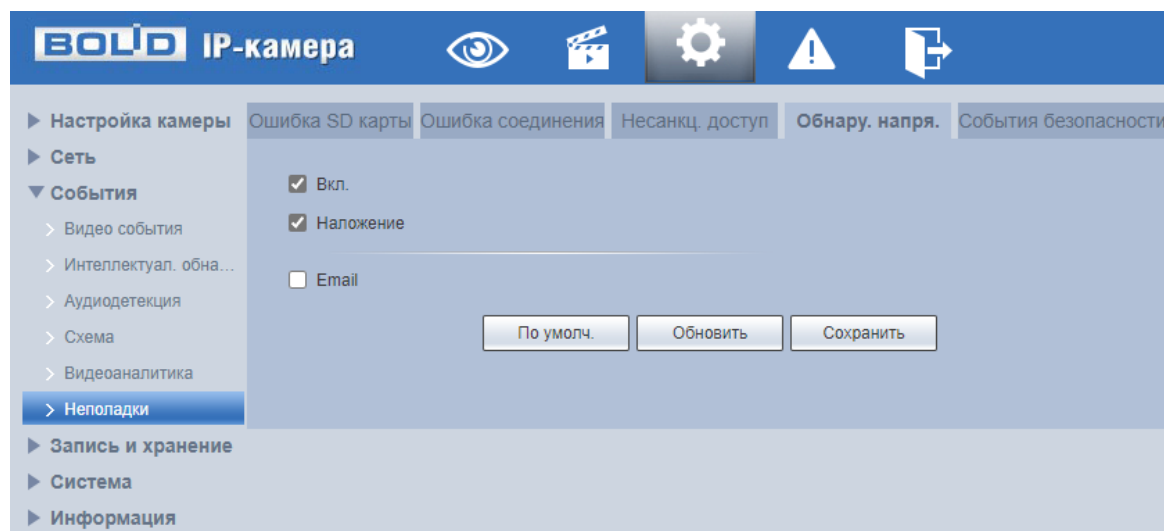 BOLID IP-камера
Настройка камеры
Сеть
События
Видео события
Интеллектуал. обна...
Аудиодетекция
Схема
Видеоаналитика
Неполадки
Запись и хранение
Система
Информация
Ошибка SD карты Ошибка соединения Несанкц. доступ Обнару. напря. События безопасности
Вкл.
Наложение
Email
По умолч. Обновить Сохранить